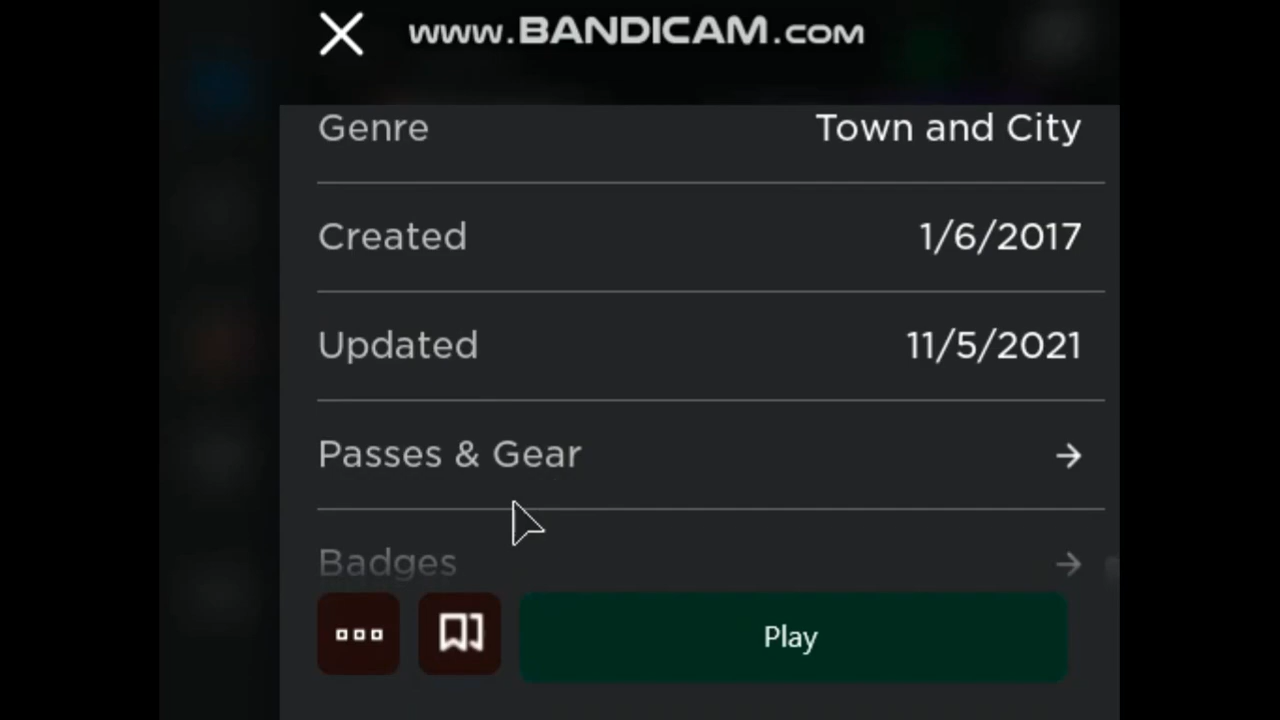 www.BANDICAM.COM
Genre Town and City
Created 1/6/2017
Updated 11/5/2021
Passes & Gear
Badges
Play